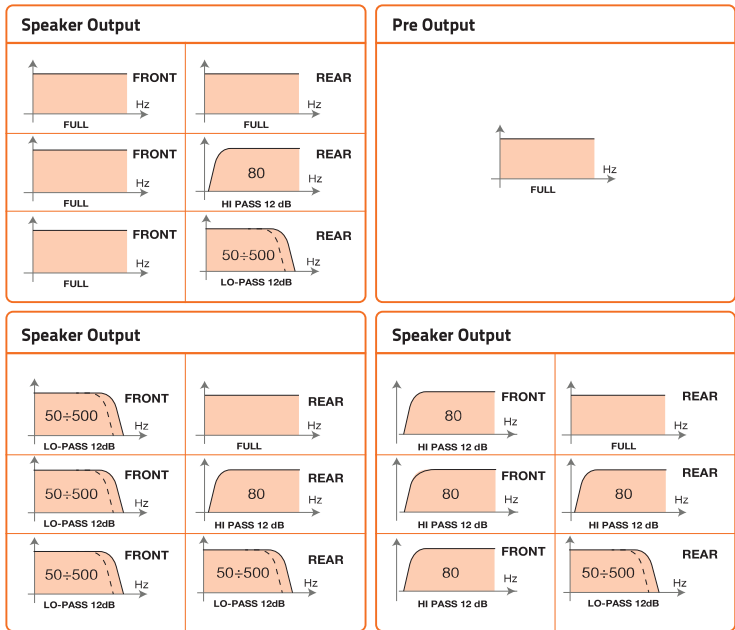 Speaker Output
FRONT
Hz
FULL
REAR
Hz
FULL
FRONT
Hz
FULL
REAR
80
Hz
HI PASS 12 dB
FRONT
Hz
FULL
REAR
50÷500
Hz
LO-PASS 12dB
Pre Output
Hz
FULL
Speaker Output
FRONT
50÷500
Hz
LO-PASS 12dB
REAR
Hz
FULL
FRONT
50÷500
Hz
LO-PASS 12dB
REAR
80
Hz
HI PASS 12 dB
FRONT
50÷500
Hz
LO-PASS 12dB
REAR
50÷500
Hz
LO-PASS 12dB
Speaker Output
FRONT
80
Hz
HI PASS 12 dB
REAR
Hz
FULL
FRONT
80
Hz
HI PASS 12 dB
REAR
80
Hz
HI PASS 12 dB
FRONT
80
Hz
HI PASS 12 dB
REAR
50÷500
Hz
LO-PASS 12dB